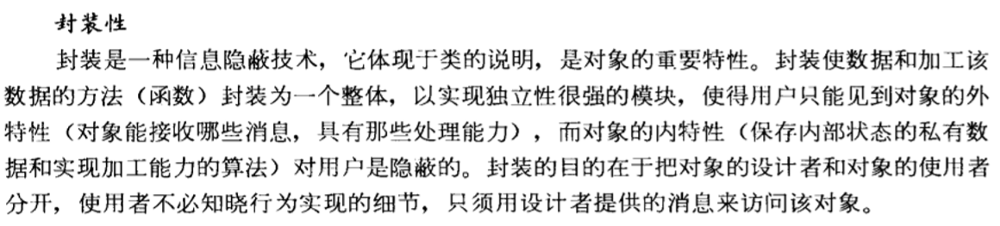 封装性
封装是一种信息隐蔽技术，它体现于类的说明，是对象的重要特性。封装使数据和加工该
数据的方法（函数）封装为一个整体，以实现独立性很强的模块，使得用户只能见到对象的外
特性（对象能接收哪些消息，具有那些处理能力），而对象的内特性（保存内部状态的私有数
据和实现加工能力的算法）对用户是隐蔽的。封装的目的在于把对象的设计者和对象的使用者
分开，使用者不必知晓行为实现的细节，只须用设计者提供的消息来访问该对象。